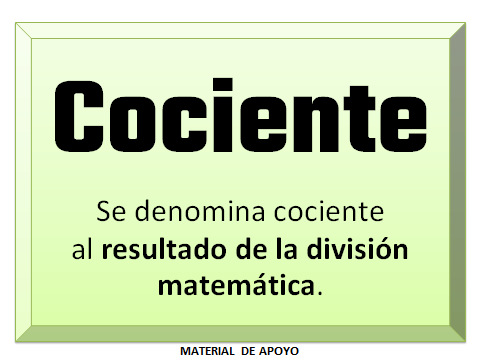 Cociente
Se denomina cociente
al resultado de la división
matemática.
MATERIAL DE APOYO